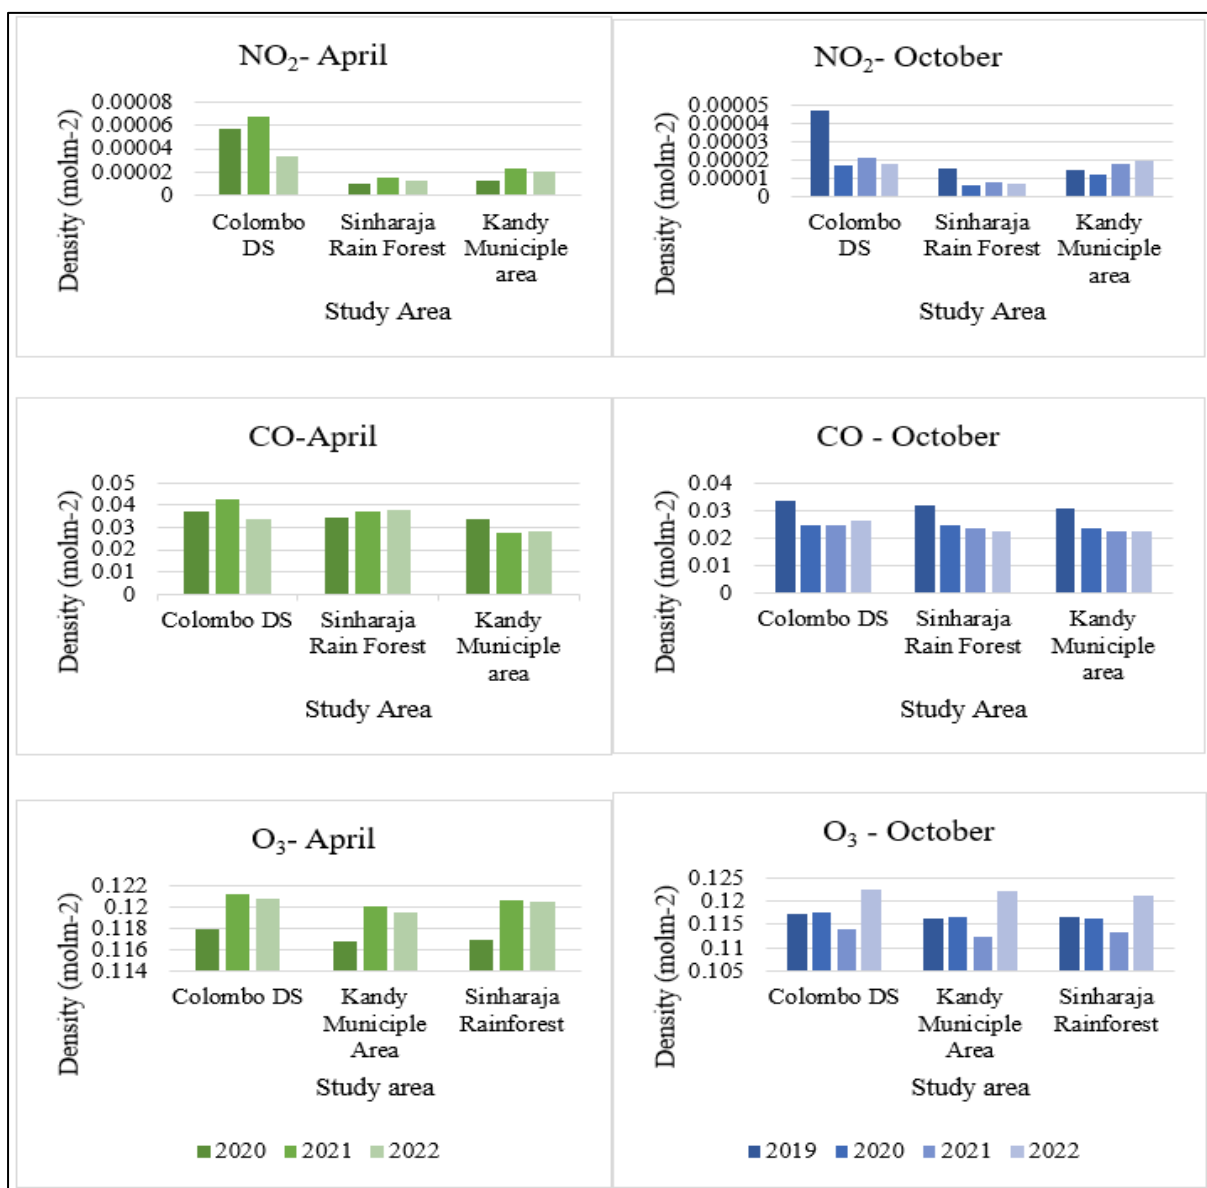 NO₂- April
Density (molm-2)
0.00008
0.00006
0.00004
0.00002
0
Colombo DS
Sinharaja Rain Forest
Kandy Municiple area
Study Area
NO₂- October
Density (molm-2)
0.00005
0.00004
0.00003
0.00002
0.00001
0
Colombo DS
Sinharaja Rain Forest
Kandy Municiple area
Study Area
CO-April
Density (molm-2)
0.05
0.04
0.03
0.02
0.01
0
Colombo DS
Sinharaja Rain Forest
Kandy Municiple area
Study Area
CO - October
Density (molm-2)
0.04
0.03
0.02
0.01
0
Colombo DS
Sinharaja Rain Forest
Kandy Municiple area
Study Area
O₃- April
Density (molm-2)
0.122
0.12
0.118
0.116
0.114
Colombo DS
Kandy Municiple Area
Sinharaja Rainforest
Study area
2020 2021 2022
O₃ - October
Density (molm-2)
0.125
0.12
0.115
0.11
0.105
Colombo DS
Kandy Municiple Area
Sinharaja Rainforest
Study area
2019 2020 2021 2022